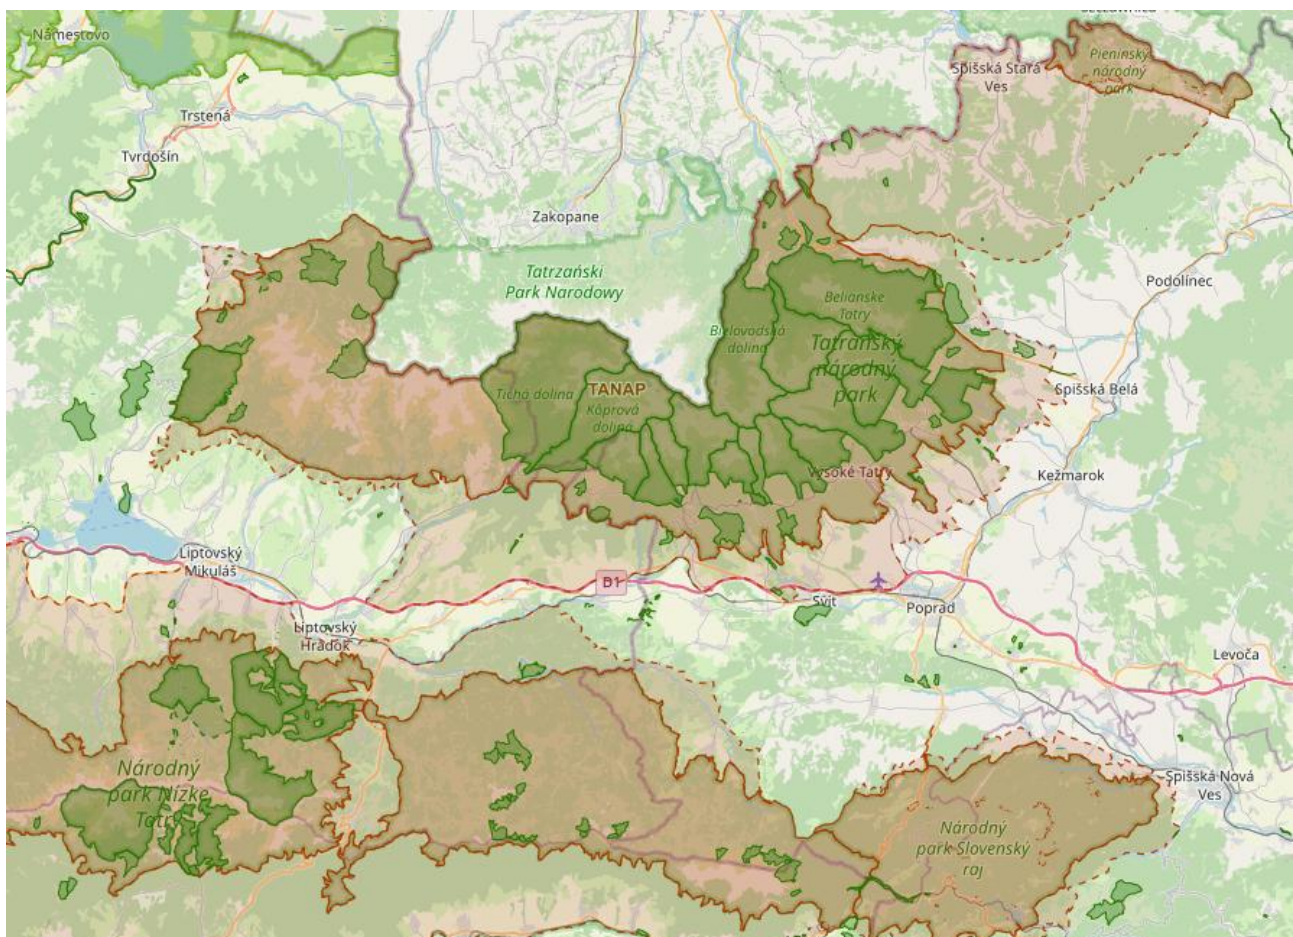 Námestovo
Szczawnica
Trstená
Tvrdošín
Spišská Stará
Ves
Pieninský
národný
park
Zakopane
Tatrzański
Park Narodowy
Podolínec
Belianske
Tatry
Bielovodská
dolina
Tatranský
národný
park
TANAP
Tichá dolina
Kôprová
dolina
Spišská Belá
Vysoké Tatry
Kežmarok
Liptovský
Mikuláš
D1
Svit
Poprad
Liptovský
Hrádok
Levoča
Národný
park Nízke
Tatry
Spišská Nová
Ves
Národný
park Slovenský
raj